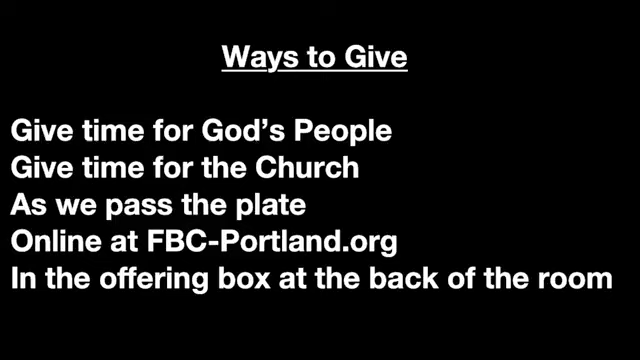 Ways to Give
Give time for God’s People
Give time for the Church
As we pass the plate
Online at FBC-Portland.org
In the offering box at the back of the room